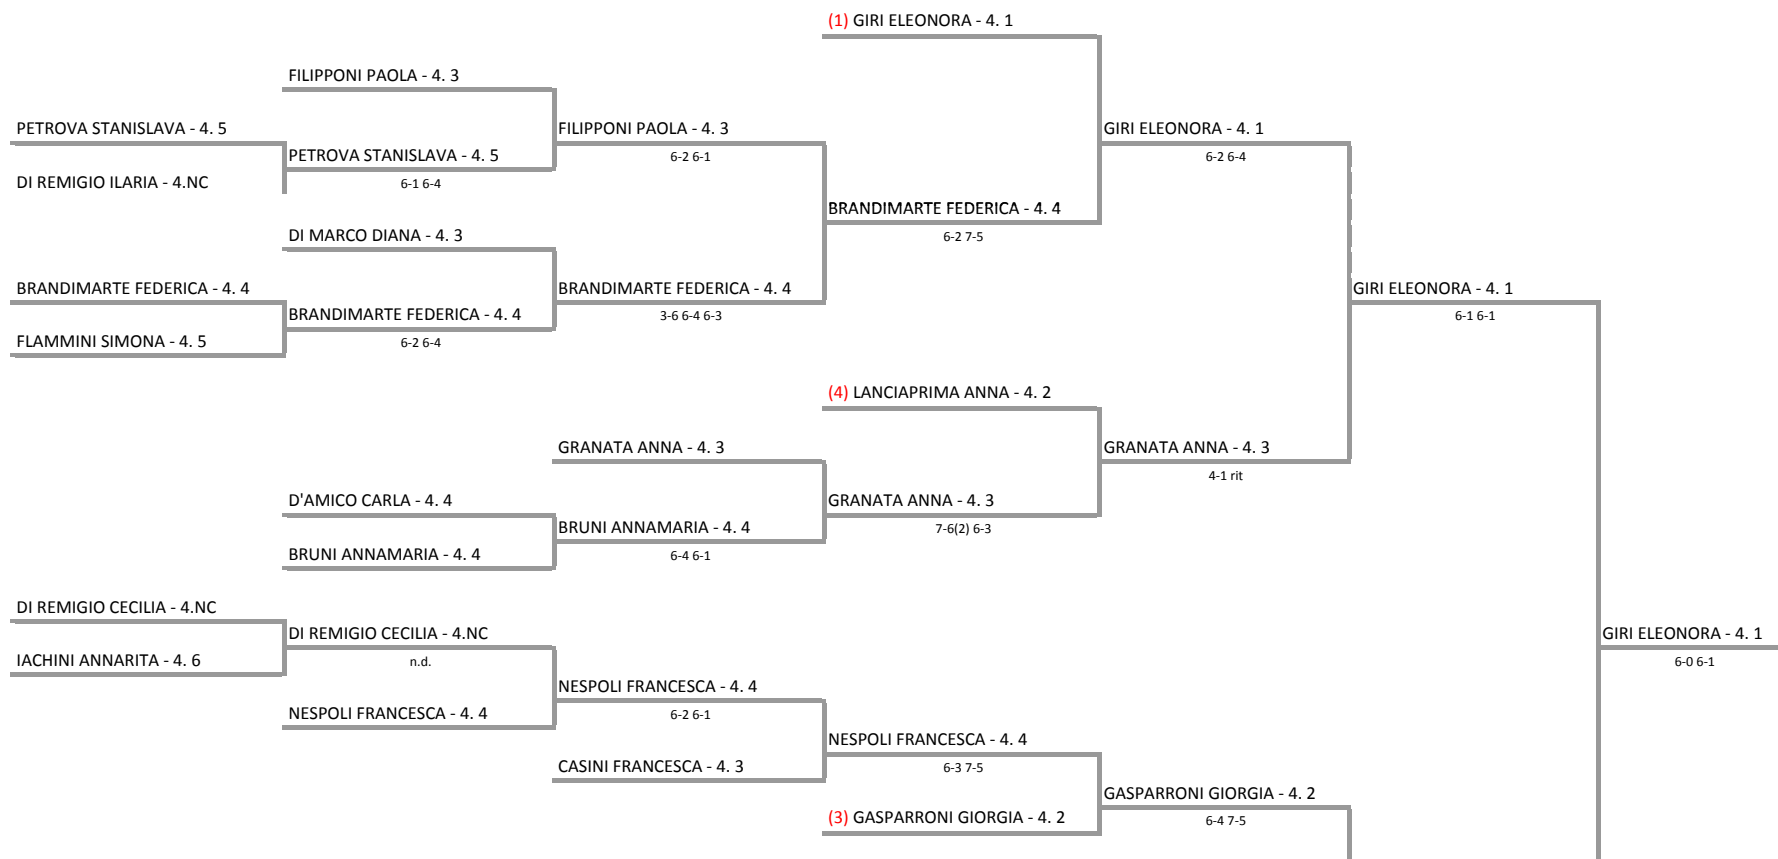 (1) GIRI ELEONORA - 4. 1
FILIPPONI PAOLA - 4. 3
PETROVA STANISLAVA - 4. 5
FILIPPONI PAOLA - 4. 3
GIRI ELEONORA - 4. 1
PETROVA STANISLAVA - 4. 5
6-2 6-1
6-2 6-4
DI REMIGIO ILARIA - 4.NC
6-1 6-4
BRANDIMARTE FEDERICA - 4. 4
DI MARCO DIANA - 4. 3
6-2 7-5
BRANDIMARTE FEDERICA - 4. 4
BRANDIMARTE FEDERICA - 4. 4
GIRI ELEONORA - 4. 1
BRANDIMARTE FEDERICA - 4. 4
3-6 6-4 6-3
6-1 6-1
FLAMMINI SIMONA - 4. 5
6-2 6-4
(4) LANCIAPRIMA ANNA - 4. 2
GRANATA ANNA - 4. 3
GRANATA ANNA - 4. 3
4-1 rit
D'AMICO CARLA - 4. 4
GRANATA ANNA - 4. 3
BRUNI ANNAMARIA - 4. 4
7-6(2) 6-3
BRUNI ANNAMARIA - 4. 4
6-4 6-1
DI REMIGIO CECILIA - 4.NC
DI REMIGIO CECILIA - 4.NC
GIRI ELEONORA - 4. 1
IACHINI ANNARITA - 4. 6
n.d.
6-0 6-1
NESPOLI FRANCESCA - 4. 4
NESPOLI FRANCESCA - 4. 4
6-2 6-1
NESPOLI FRANCESCA - 4. 4
CASINI FRANCESCA - 4. 3
6-3 7-5
GASPARRONI GIORGIA - 4. 2
(3) GASPARRONI GIORGIA - 4. 2
6-4 7-5